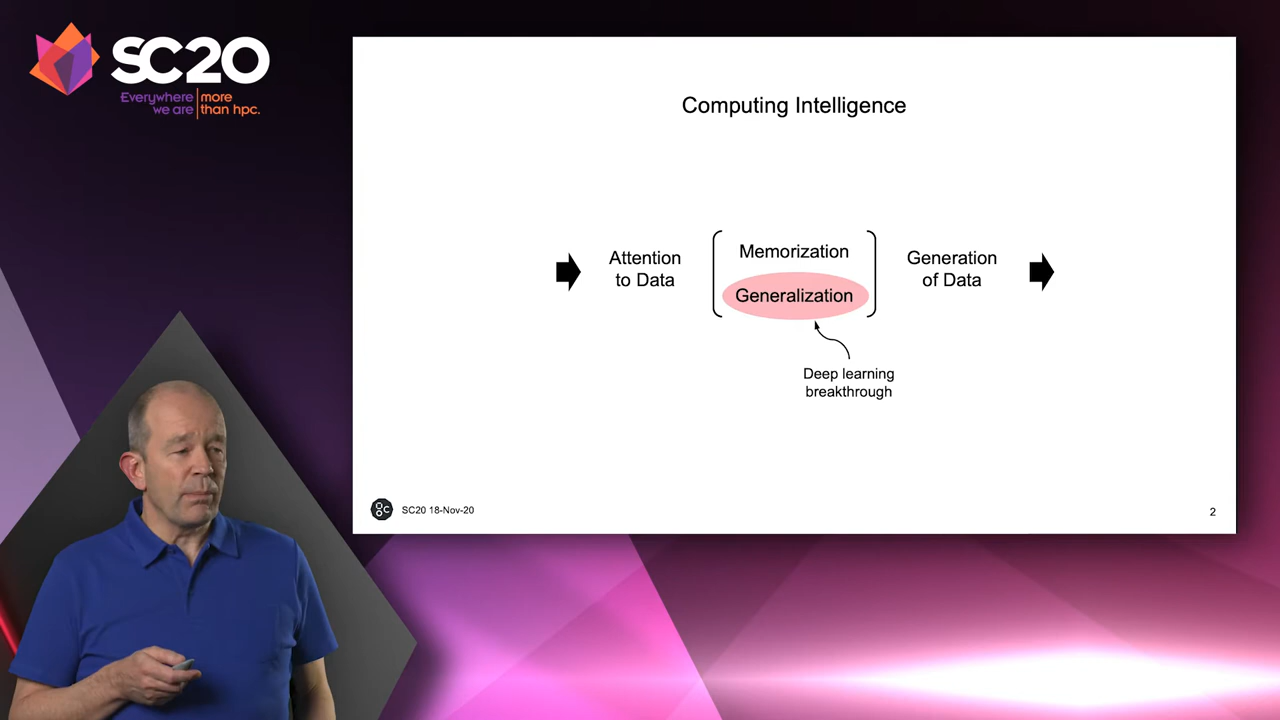 SC20
Everywhere more
we are than hpc.
Computing Intelligence
Attention
to Data
Memorization
Generalization
Generation
of Data
Deep learning
breakthrough
SC20 18-Nov-20
2